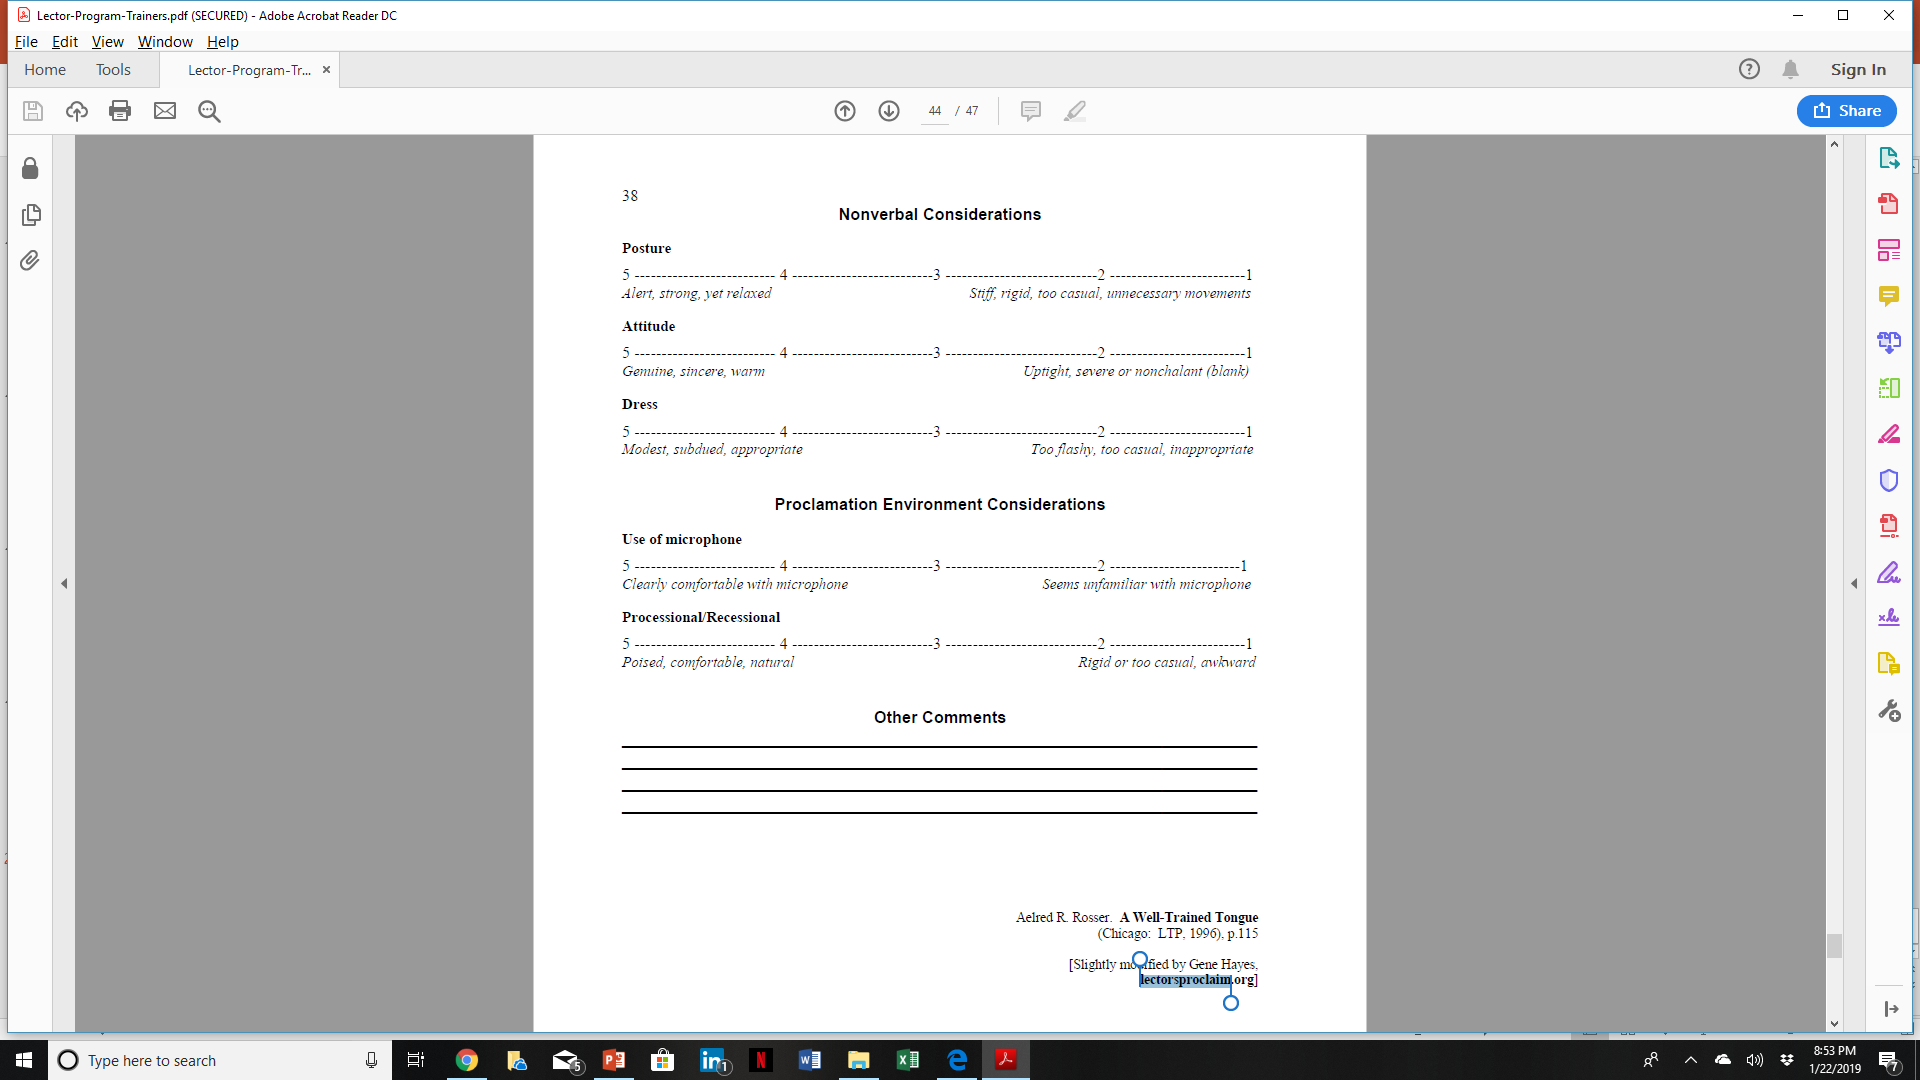 Lector-Program-Trainers.pdf (SECURED) - Adobe Acrobat Reader DC
File Edit View Window Help
Home Tools Lector-Program-Tr... × Sign In
44 / 47 Share
38
Nonverbal Considerations
Posture
5 -------------------------- 4 --------------------------3 ----------------------------2 -------------------------1
Alert, strong, yet relaxed Stiff, rigid, too casual, unnecessary movements
Attitude
5 -------------------------- 4 --------------------------3 ----------------------------2 -------------------------1
Genuine, sincere, warm Uptight, severe or nonchalant (blank)
Dress
5 -------------------------- 4 --------------------------3 ----------------------------2 -------------------------1
Modest, subdued, appropriate Too flashy, too casual, inappropriate
Proclamation Environment Considerations
Use of microphone
5 -------------------------- 4 --------------------------3 ----------------------------2 ------------------------1
Clearly comfortable with microphone Seems unfamiliar with microphone
Processional/Recessional
5 -------------------------- 4 --------------------------3 ----------------------------2 -------------------------1
Poised, comfortable, natural Rigid or too casual, awkward
Other Comments
Aelred R. Rosser. A Well-Trained Tongue
(Chicago: LTP, 1996), p.115
[Slightly modified by Gene Hayes,
lectorsproclaim.org]
Type here to search 5 1 8:53 PM
1/22/2019 7